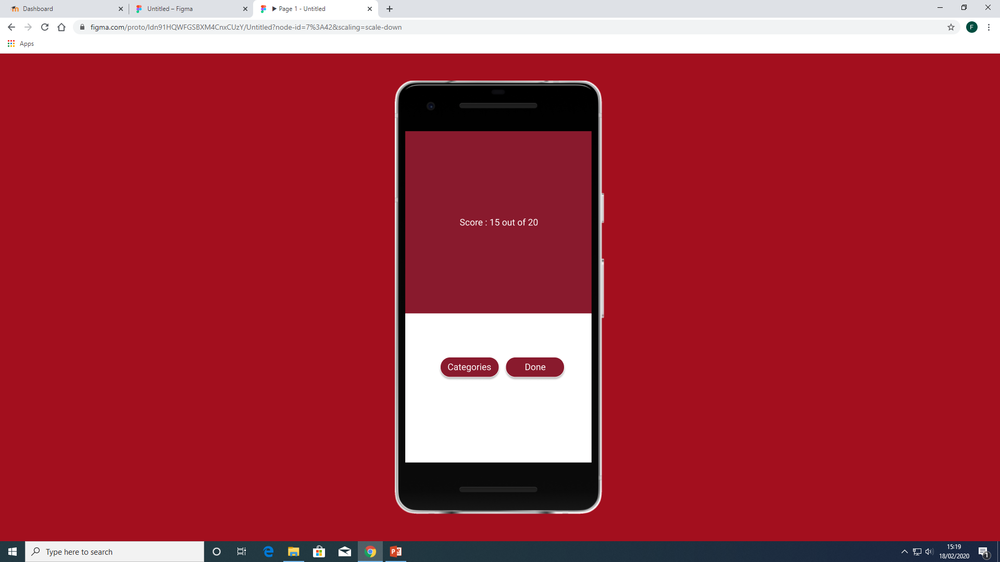 Dashboard
Untitled – Figma
▶ Page 1 - Untitled
figma.com/proto/ldn91HQWFGSBXM4CnxCUzY/Untitled?node-id=7%3A42&scaling=scale-down
F
Apps
Score : 15 out of 20
Categories
Done
Type here to search
15:19
18/02/2020
1